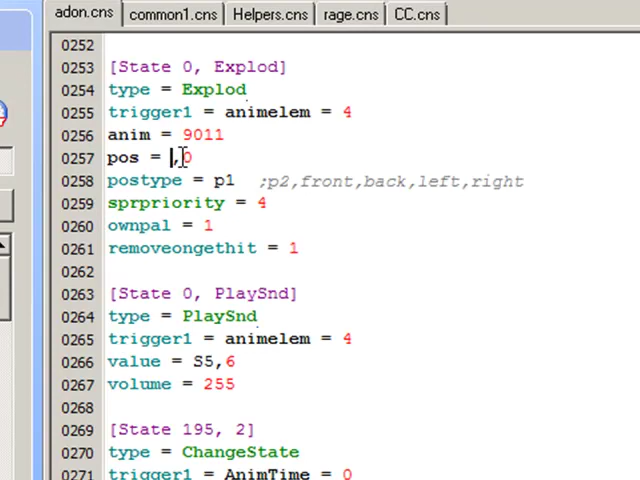 adon.cns common1.cns Helpers.cns rage.cns CC.cns
0252
0253 [State 0, Explod]
0254 type = Explod
0255 trigger1 = animelem = 4
0256 anim = 9011
0257 pos = ,0
0258 postype = p1 ;p2,front,back,left,right
0259 sprpriority = 4
0260 ownpal = 1
0261 removeongethit = 1
0262
0263 [State 0, PlaySnd]
0264 type = PlaySnd
0265 trigger1 = animelem = 4
0266 value = S5,6
0267 volume = 255
0268
0269 [State 195, 2]
0270 type = ChangeState
0271 trigger1 = AnimTime = 0